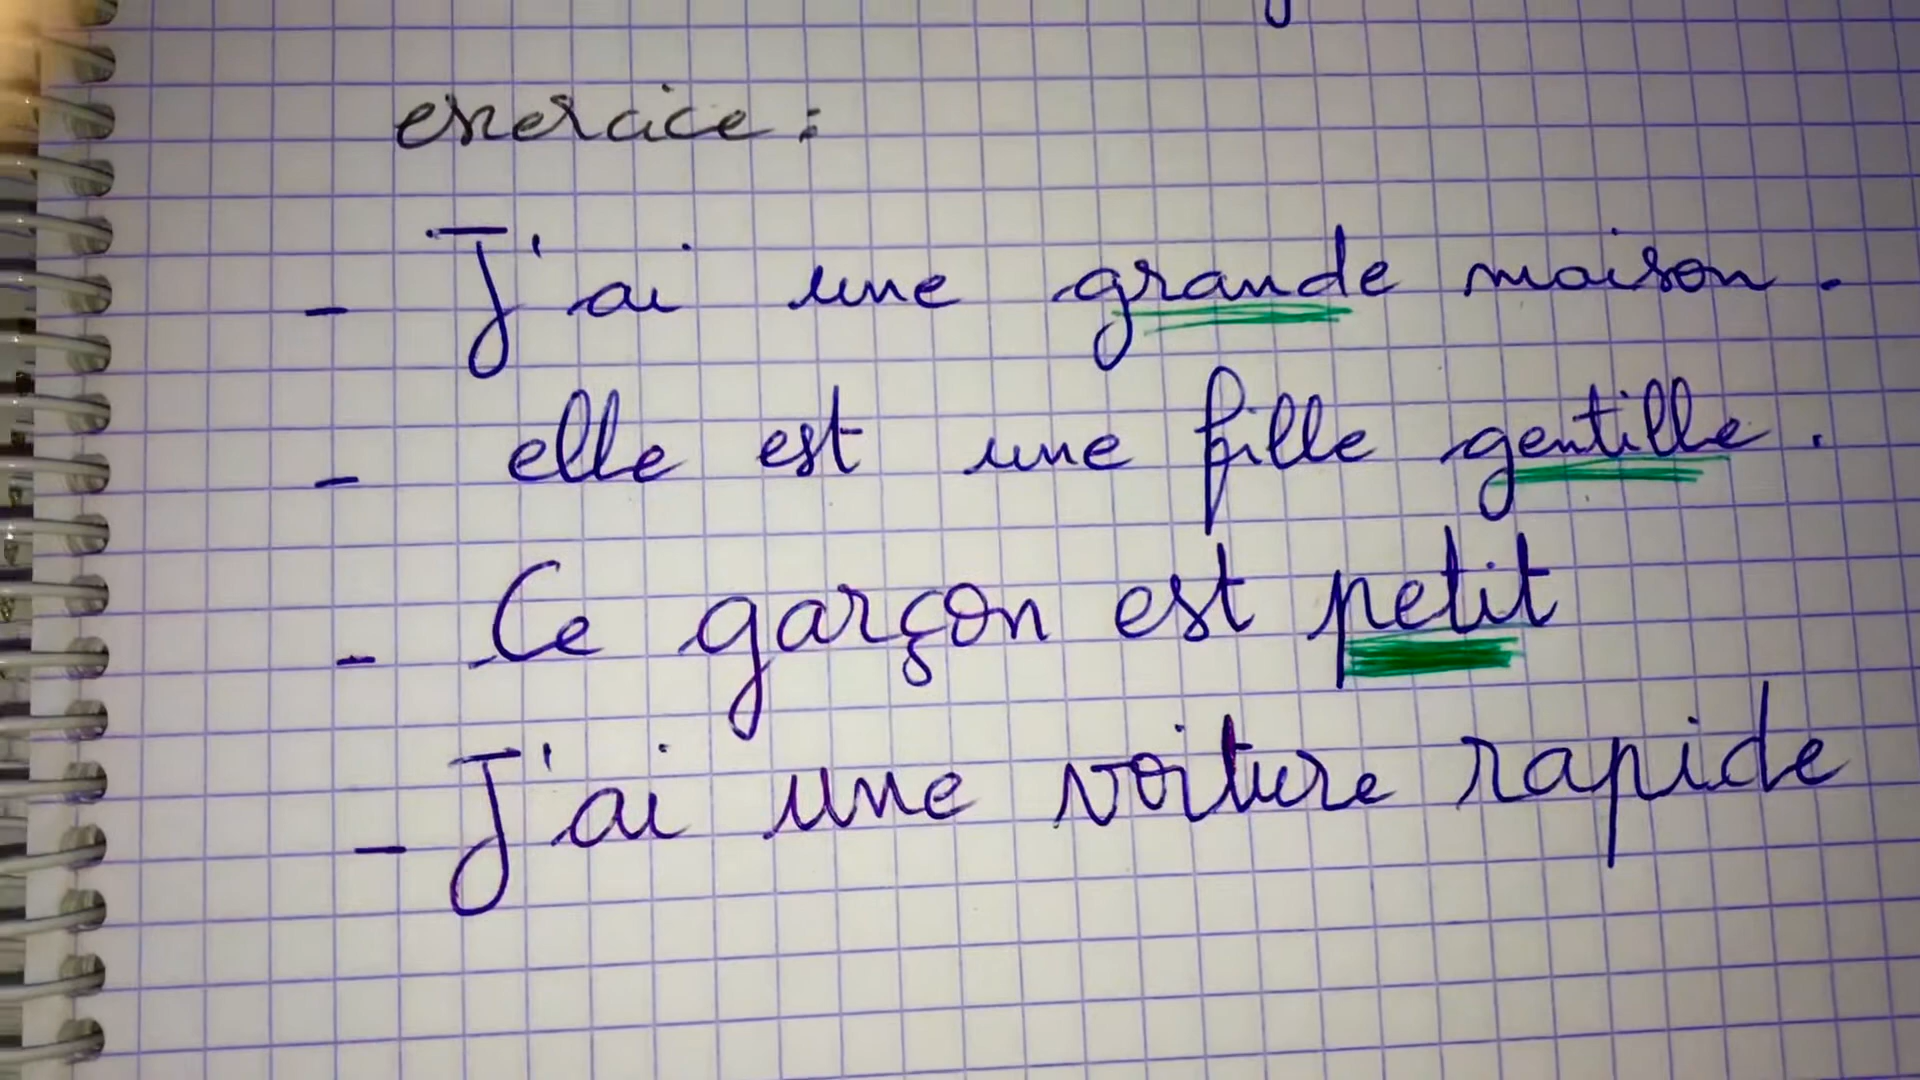 exercice :
- J'ai une grande maison.
- elle est une fille gentille.
- Ce garçon est petit
- J'ai une voiture rapide